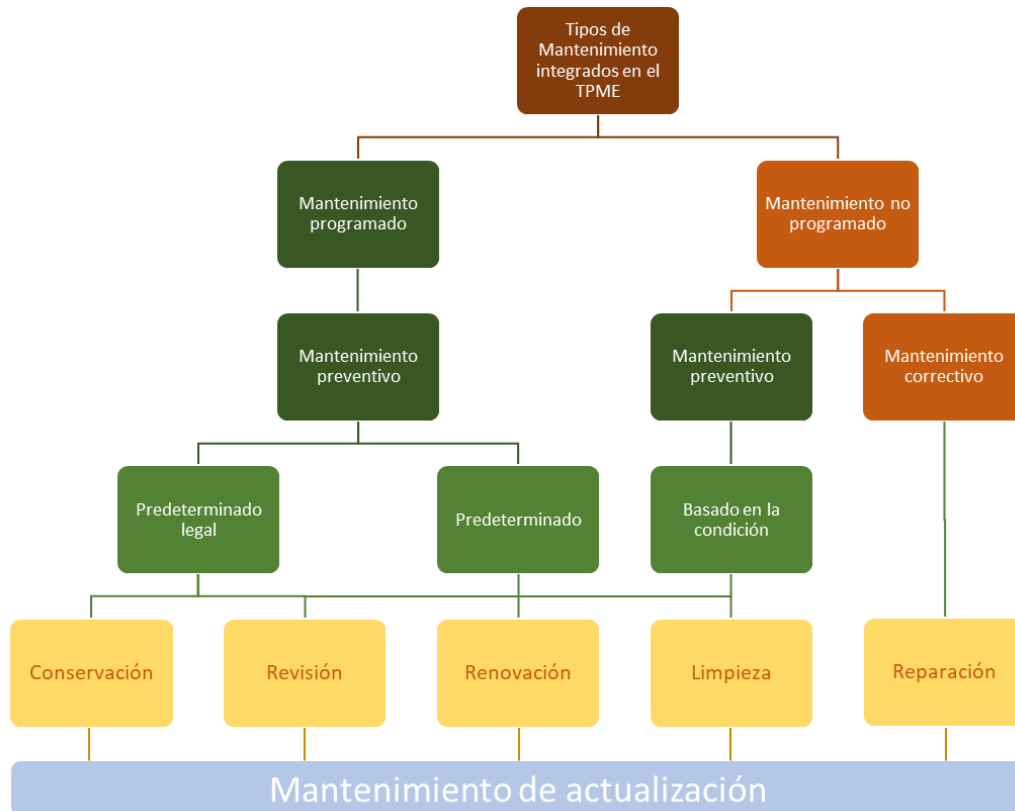 Tipos de
Mantenimiento
integrados en el
TPME
Mantenimiento
programado
Mantenimiento no
programado
Mantenimiento
preventivo
Mantenimiento
preventivo
Mantenimiento
correctivo
Predeterminado
legal
Predeterminado
Basado en la
condición
Conservación
Revisión
Renovación
Limpieza
Reparación
Mantenimiento de actualización